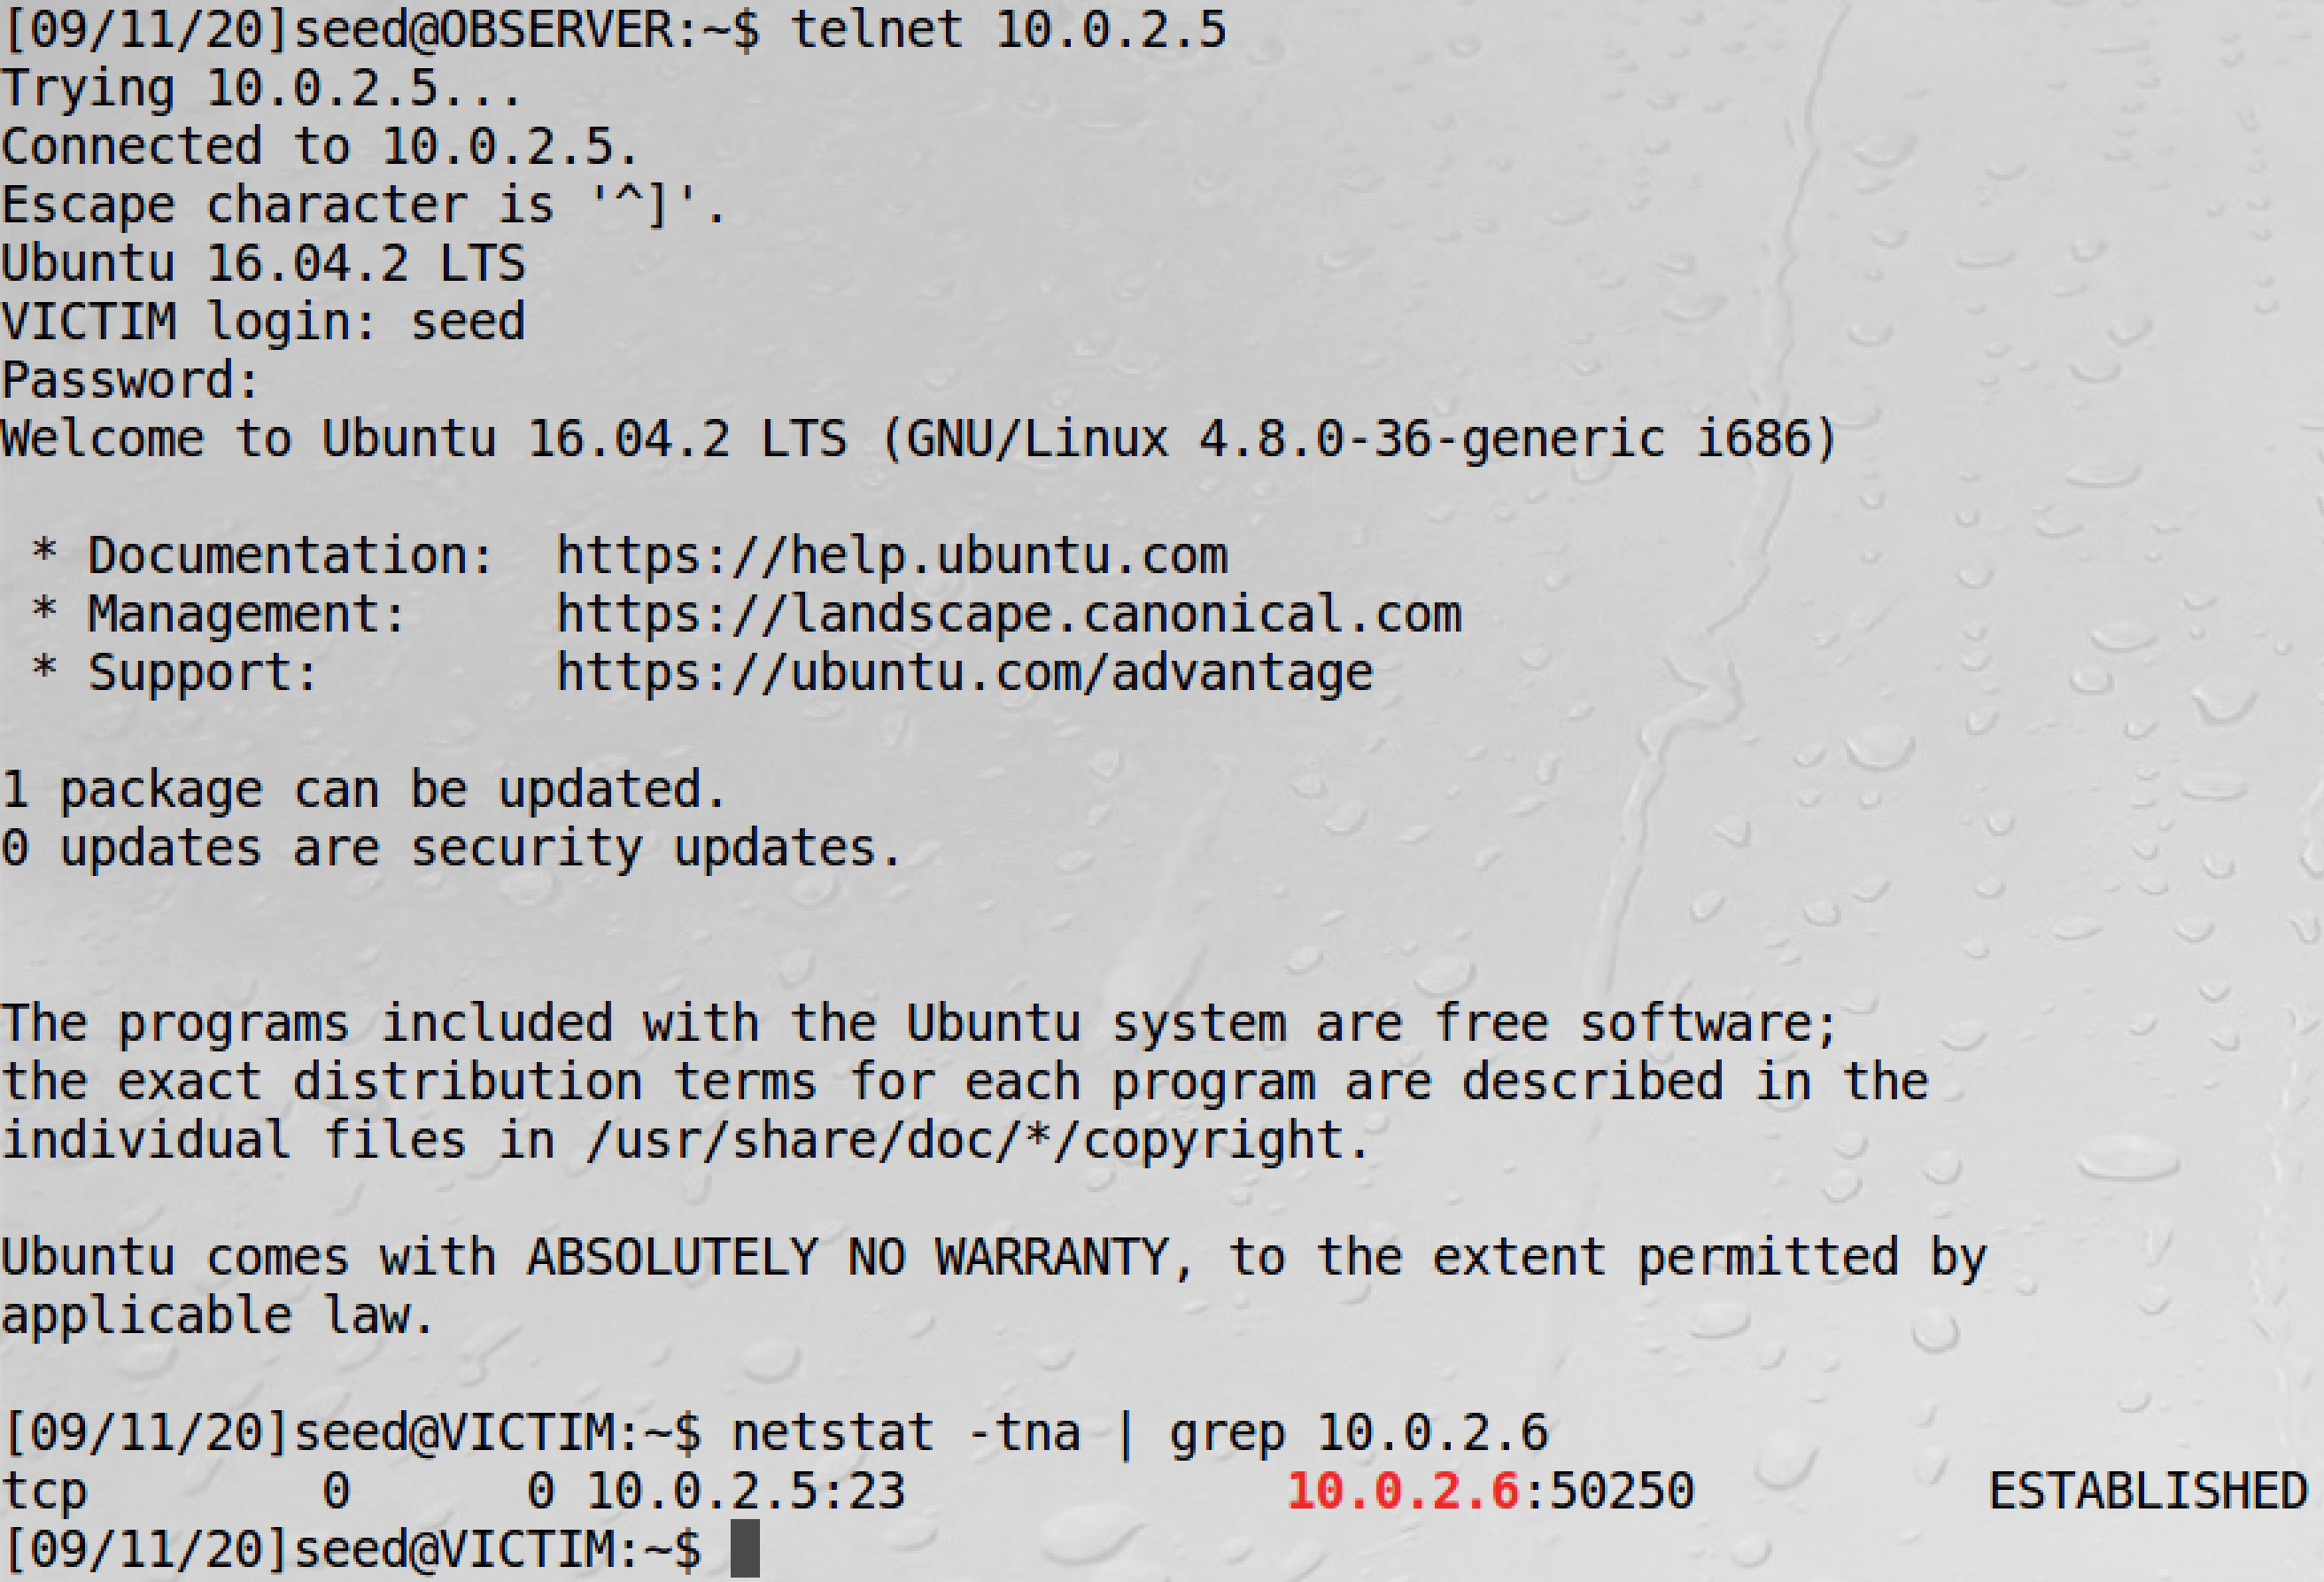 [09/11/20]seed@OBSERVER:~$ telnet 10.0.2.5
Trying 10.0.2.5...
Connected to 10.0.2.5.
Escape character is '^]'.
Ubuntu 16.04.2 LTS
VICTIM login: seed
Password:
Welcome to Ubuntu 16.04.2 LTS (GNU/Linux 4.8.0-36-generic i686)
 * Documentation:  https://help.ubuntu.com
 * Management:     https://landscape.canonical.com
 * Support:        https://ubuntu.com/advantage
1 package can be updated.
0 updates are security updates.
The programs included with the Ubuntu system are free software;
the exact distribution terms for each program are described in the
individual files in /usr/share/doc/*/copyright.
Ubuntu comes with ABSOLUTELY NO WARRANTY, to the extent permitted by
applicable law.
[09/11/20]seed@VICTIM:~$ netstat -tna | grep 10.0.2.6
tcp        0      0 10.0.2.5:23             10.0.2.6:50250          ESTABLISHED
[09/11/20]seed@VICTIM:~$